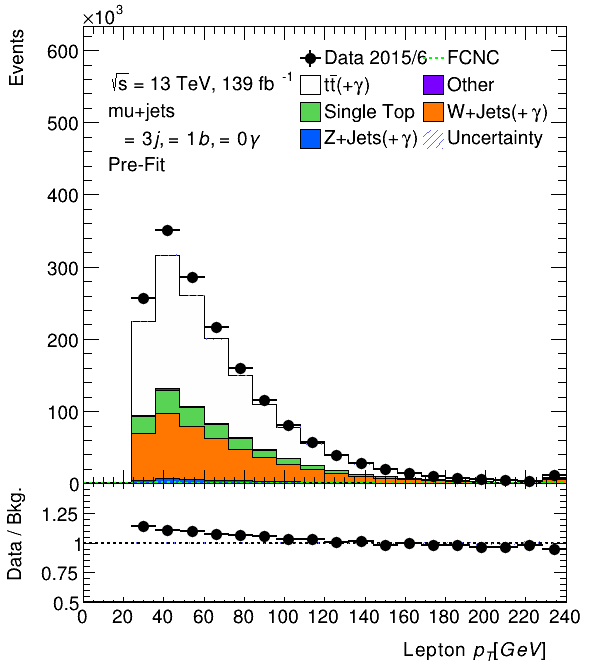 ×10³
Events
600
500
400
300
200
100
0
Data 2015/6
FCNC
tt̄(+γ)
Other
Single Top
W+Jets(+γ)
Z+Jets(+γ)
Uncertainty
√s = 13 TeV, 139 fb⁻¹
mu+jets
= 3j, = 1b, = 0γ
Pre-Fit
Data / Bkg.
1.25
1
0.75
0.5
0 20 40 60 80 100 120 140 160 180 200 220 240
Lepton p_T[GeV]